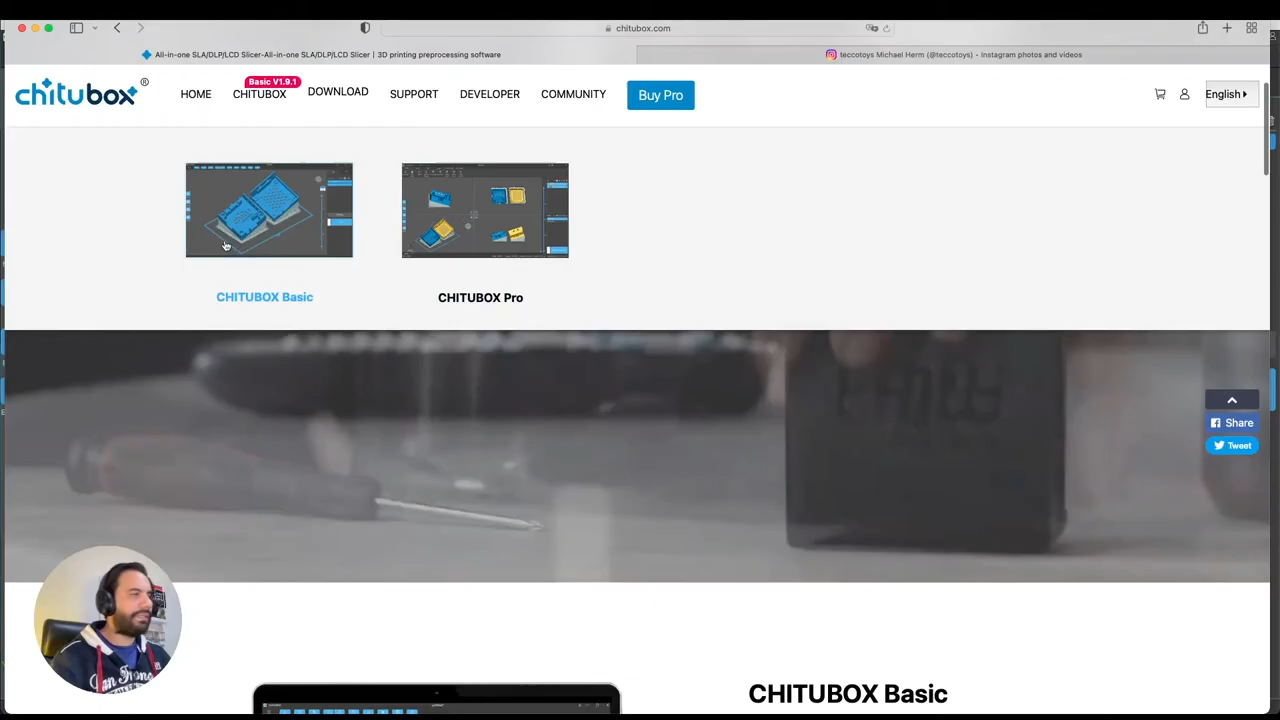 chitubox.com
All-in-one SLA/DLP/LCD Slicer-All-in-one SLA/DLP/LCD Slicer | 3D printing preprocessing software
teccotoys Michael Herm (@teccotoys) • Instagram photos and videos
chitubox®
HOME
Basic V1.9.1
CHITUBOX
DOWNLOAD
SUPPORT
DEVELOPER
COMMUNITY
Buy Pro
English
CHITUBOX Basic
CHITUBOX Pro
Share
Tweet
CHITUBOX Basic